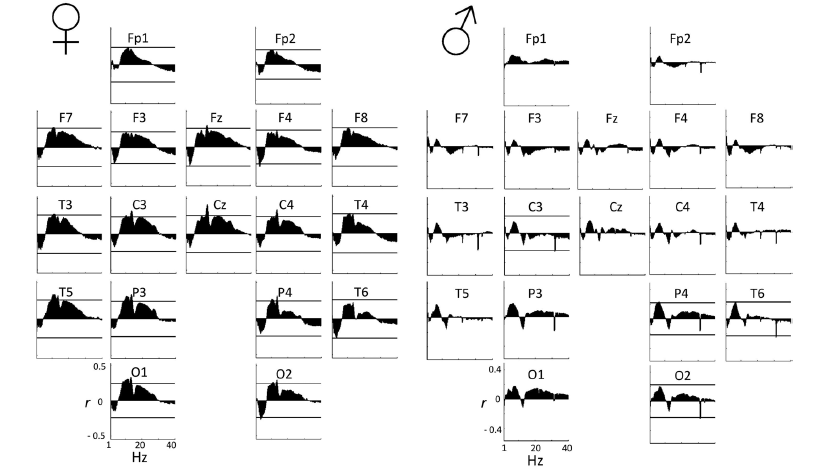 Fp1 Fp2 Fp1 Fp2
F7 F3 Fz F4 F8 F7 F3 Fz F4 F8
T3 C3 Cz C4 T4 T3 C3 Cz C4 T4
T5 P3 P4 T6 T5 P3 P4 T6
O1 O2 O1 O2
0.5 0.4
r 0 r 0
- 0.5 - 0.4
1 20 40 1 20 40
Hz Hz